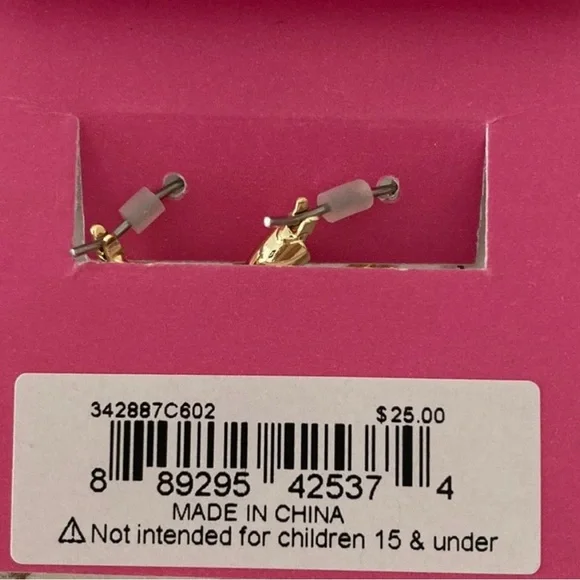 342887C602 $25.00
8 89295 42537 4
MADE IN CHINA
⚠ Not intended for children 15 & under